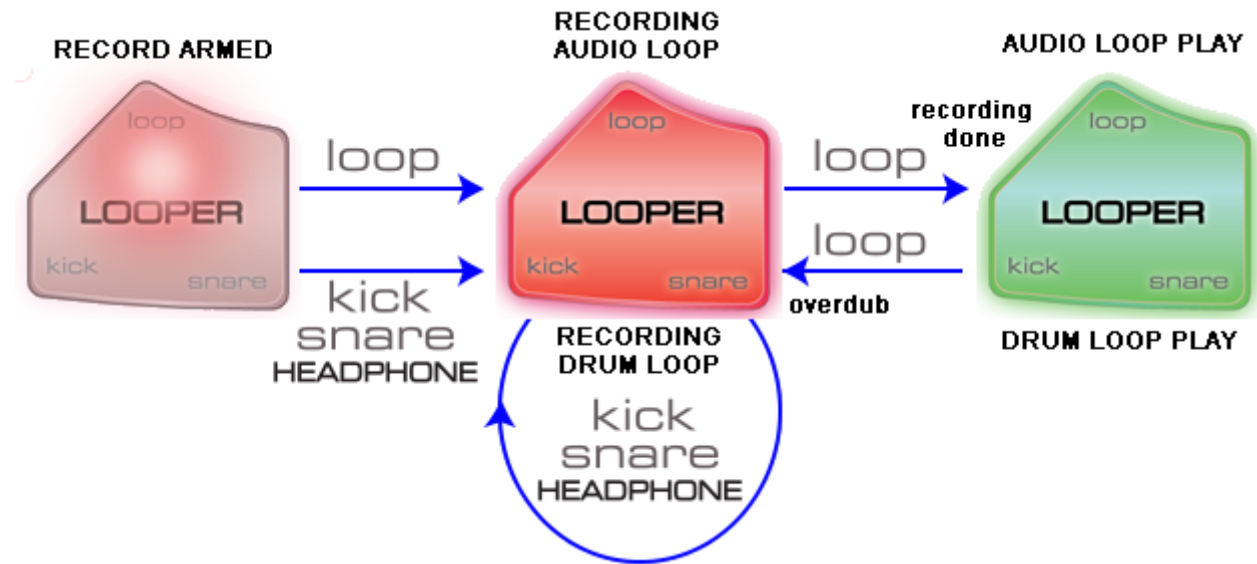 RECORD ARMED
loop
LOOPER
kick
snare
loop
kick
snare
HEADPHONE
RECORDING
AUDIO LOOP
loop
LOOPER
kick
snare
RECORDING
DRUM LOOP
kick
snare
HEADPHONE
recording
done
loop
loop
overdub
AUDIO LOOP PLAY
loop
LOOPER
kick
snare
DRUM LOOP PLAY